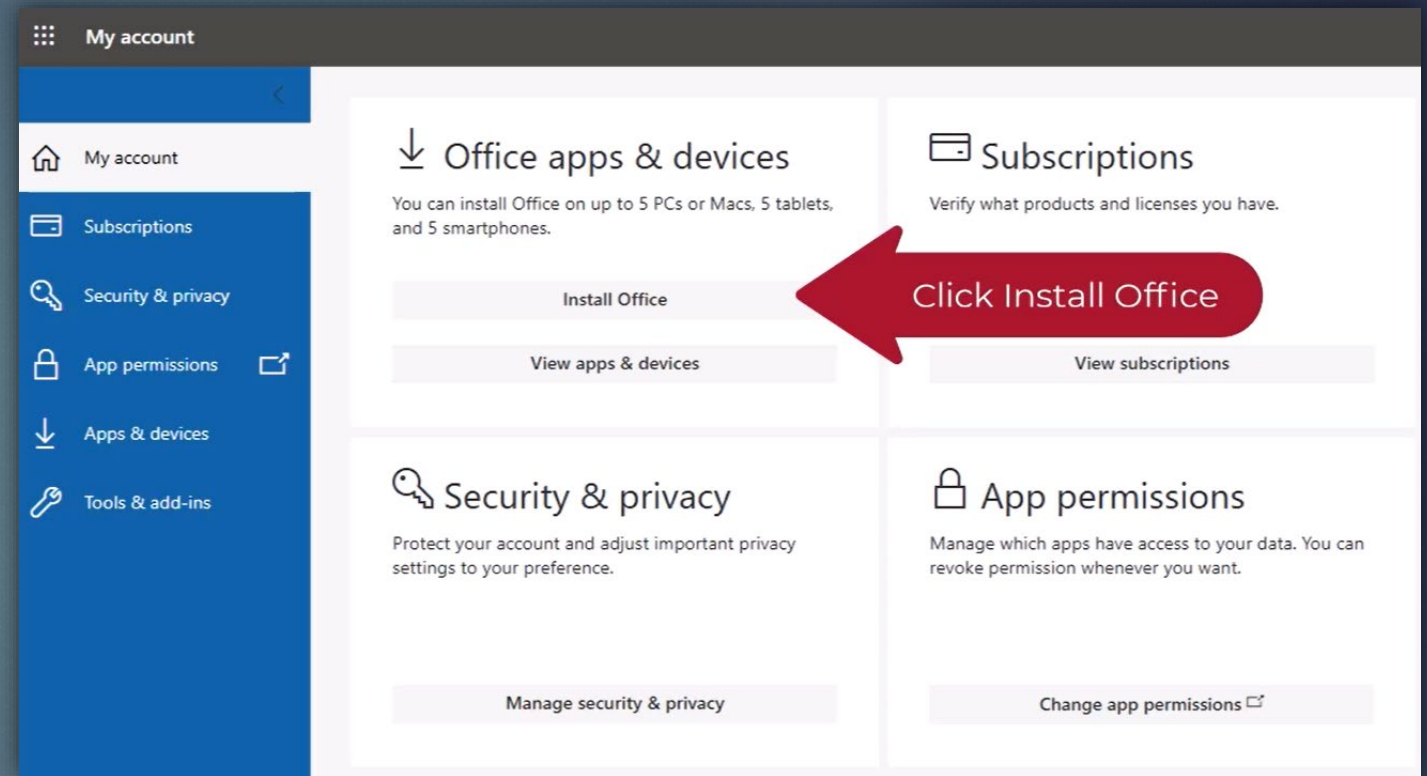 My account
My account
Subscriptions
Security & privacy
App permissions
Apps & devices
Tools & add-ins
Office apps & devices
You can install Office on up to 5 PCs or Macs, 5 tablets,
and 5 smartphones.
Install Office
View apps & devices
Subscriptions
Verify what products and licenses you have.
Click Install Office
View subscriptions
Security & privacy
Protect your account and adjust important privacy
settings to your preference.
Manage security & privacy
App permissions
Manage which apps have access to your data. You can
revoke permission whenever you want.
Change app permissions